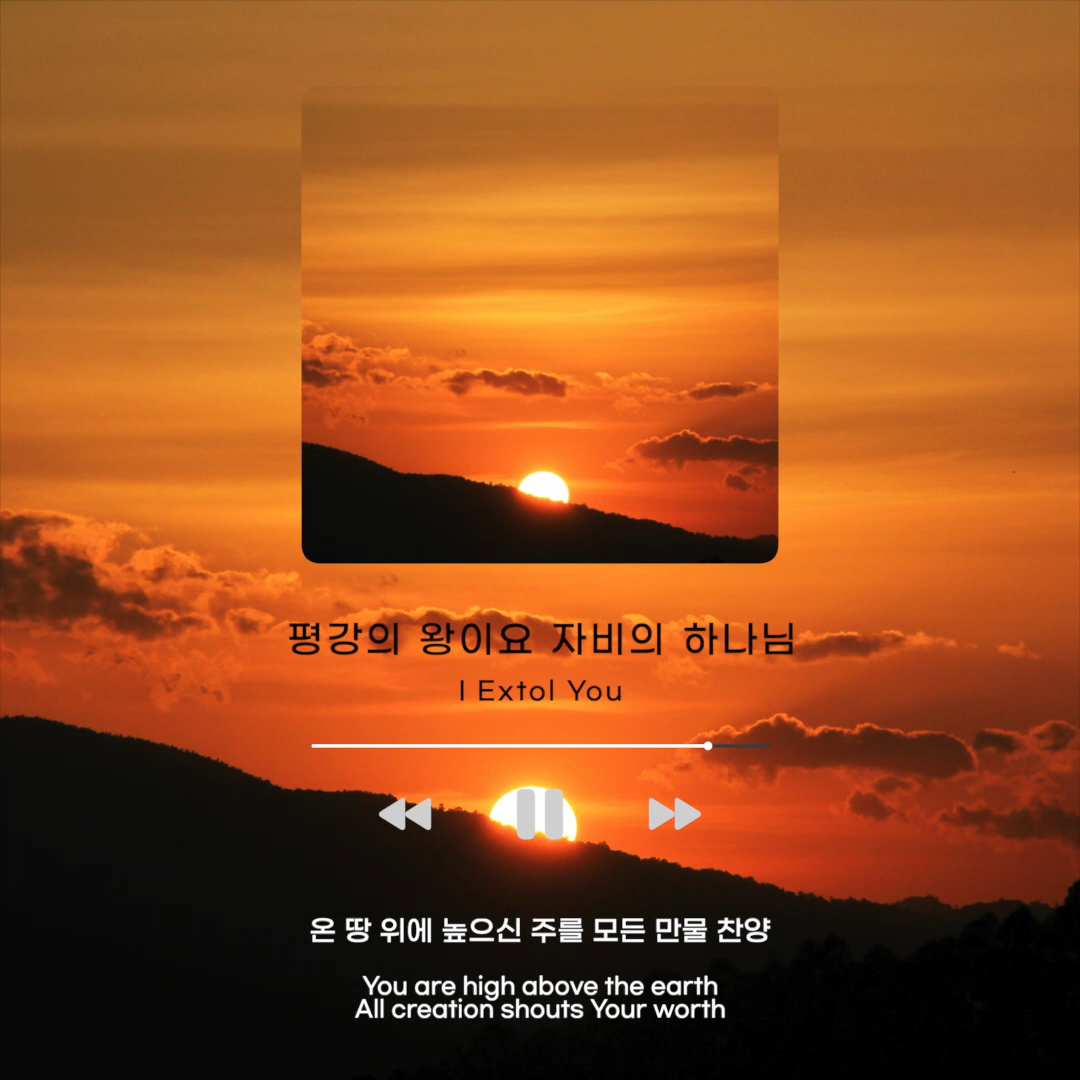 평강의 왕이요 자비의 하나님
I Extol You
온 땅 위에 높으신 주를 모든 만물 찬양
You are high above the earth
All creation shouts Your worth